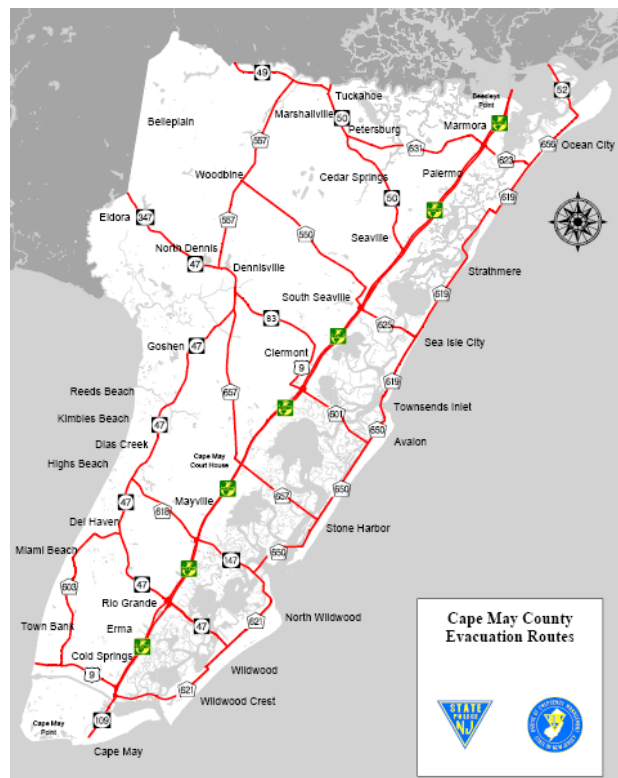 49
52
Tuckahoe
Beesleys
Point
Belleplain
Marshallville
50
Petersburg
Marmora
557
631
656
Ocean City
623
Woodbine
Cedar Springs
Palermo
619
Eldora
347
557
50
550
Seaville
North Dennis
47
Dennisville
Strathmere
South Seaville
619
83
625
Goshen
47
Clermont
Sea Isle City
9
Reeds Beach
657
619
Townsends Inlet
Kimbles Beach
47
601
650
Dias Creek
Avalon
Highs Beach
Cape May
Court House
Mayville
657
650
47
618
Stone Harbor
Del Haven
Miami Beach
147
650
603
47
Rio Grande
North Wildwood
Town Bank
Erma
47
621
Cold Springs
9
Wildwood
621
Wildwood Crest
Cape May
Point
109
Cape May
Cape May County
Evacuation Routes
STATE
POLICE
NJ